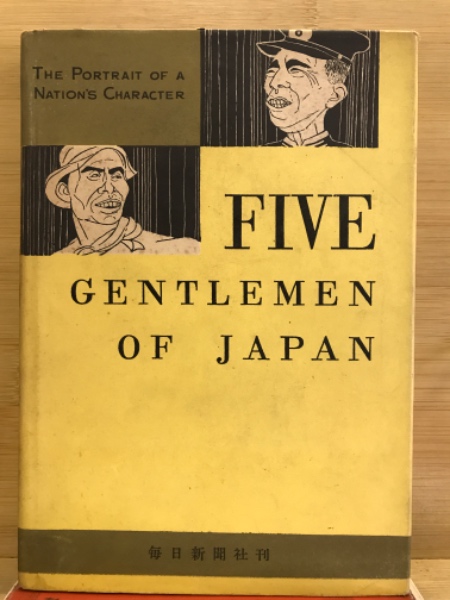 THE PORTRAIT OF A
NATION'S CHARACTER
FIVE
GENTLEMEN
OF JAPAN
毎日新聞社刊